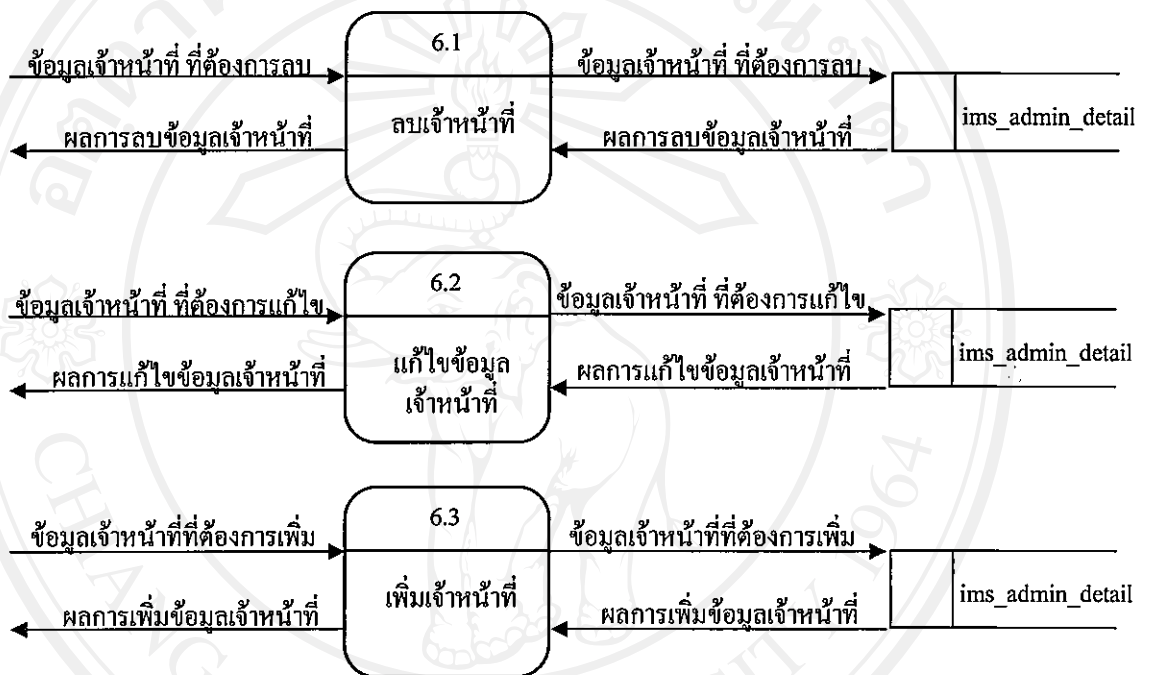 6.1
ข้อมูลเจ้าหน้าที่ ที่ต้องการลบ
ข้อมูลเจ้าหน้าที่ ที่ต้องการลบ
ลบเจ้าหน้าที่
ims_admin_detail
ผลการลบข้อมูลเจ้าหน้าที่
ผลการลบข้อมูลเจ้าหน้าที่
6.2
ข้อมูลเจ้าหน้าที่ ที่ต้องการแก้ไข
ข้อมูลเจ้าหน้าที่ ที่ต้องการแก้ไข
แก้ไขข้อมูล
เจ้าหน้าที่
ims_admin_detail
ผลการแก้ไขข้อมูลเจ้าหน้าที่
ผลการแก้ไขข้อมูลเจ้าหน้าที่
6.3
ข้อมูลเจ้าหน้าที่ที่ต้องการเพิ่ม
ข้อมูลเจ้าหน้าที่ที่ต้องการเพิ่ม
เพิ่มเจ้าหน้าที่
ims_admin_detail
ผลการเพิ่มข้อมูลเจ้าหน้าที่
ผลการเพิ่มข้อมูลเจ้าหน้าที่
CHIANG
1964